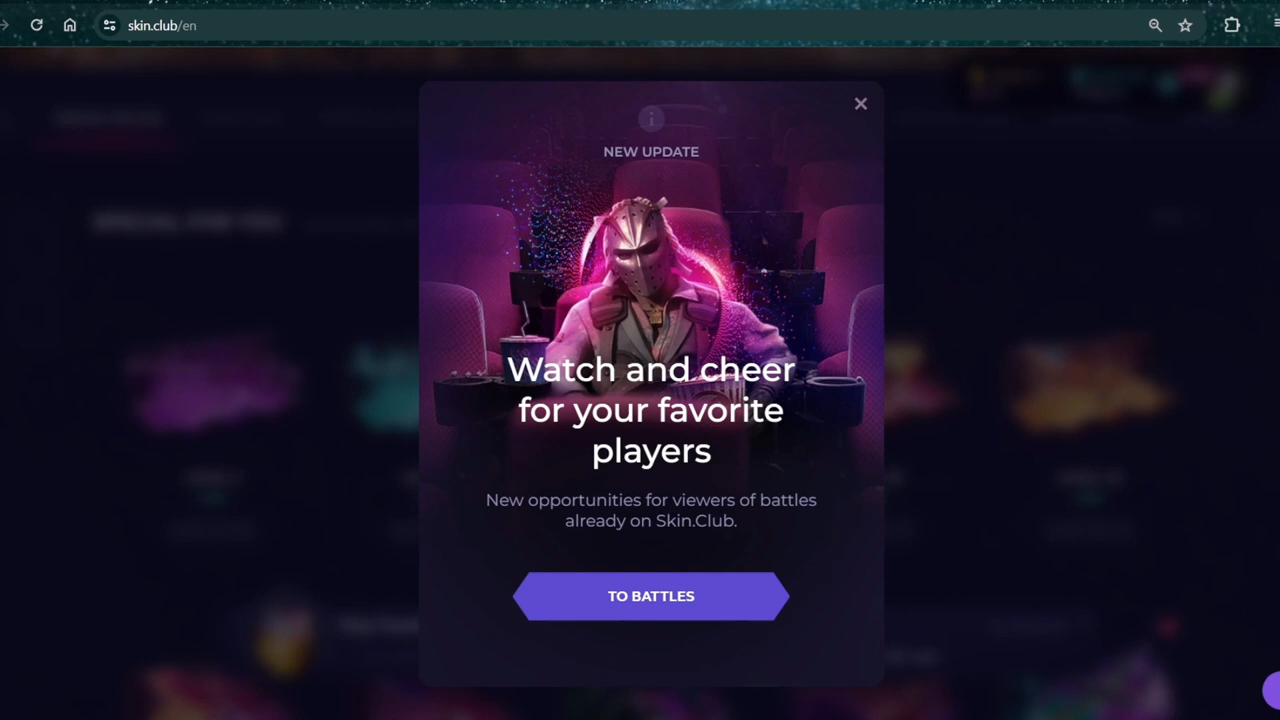 skin.club/en
NEW UPDATE
Watch and cheer
for your favorite
players
New opportunities for viewers of battles
already on Skin.Club.
TO BATTLES